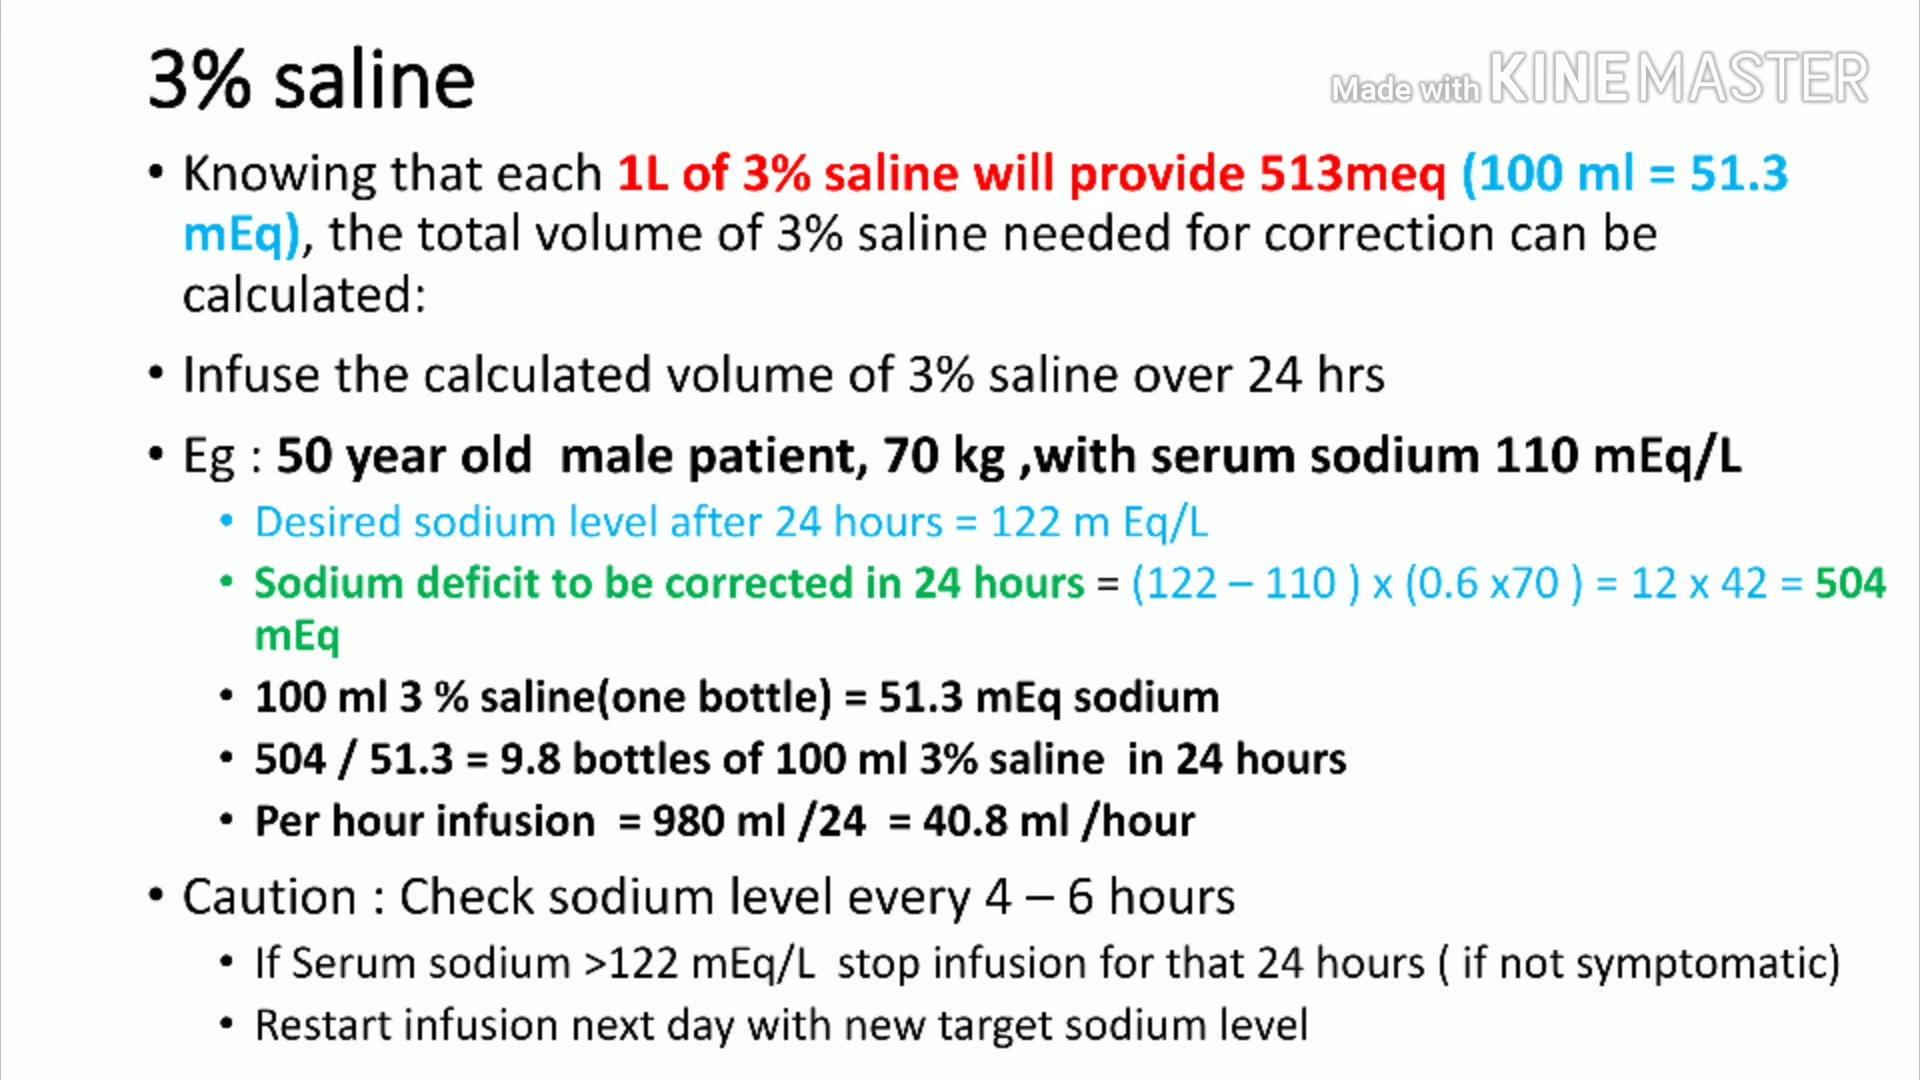 3% saline
Made with KINEMASTER
• Knowing that each 1L of 3% saline will provide 513meq (100 ml = 51.3
mEq), the total volume of 3% saline needed for correction can be
calculated:
• Infuse the calculated volume of 3% saline over 24 hrs
• Eg : 50 year old  male patient, 70 kg ,with serum sodium 110 mEq/L
• Desired sodium level after 24 hours = 122 m Eq/L
• Sodium deficit to be corrected in 24 hours = (122 – 110 ) x (0.6 x70 ) = 12 x 42 = 504
mEq
• 100 ml 3 % saline(one bottle) = 51.3 mEq sodium
• 504 / 51.3 = 9.8 bottles of 100 ml 3% saline  in 24 hours
• Per hour infusion  = 980 ml /24  = 40.8 ml /hour
• Caution : Check sodium level every 4 – 6 hours
• If Serum sodium >122 mEq/L  stop infusion for that 24 hours ( if not symptomatic)
• Restart infusion next day with new target sodium level